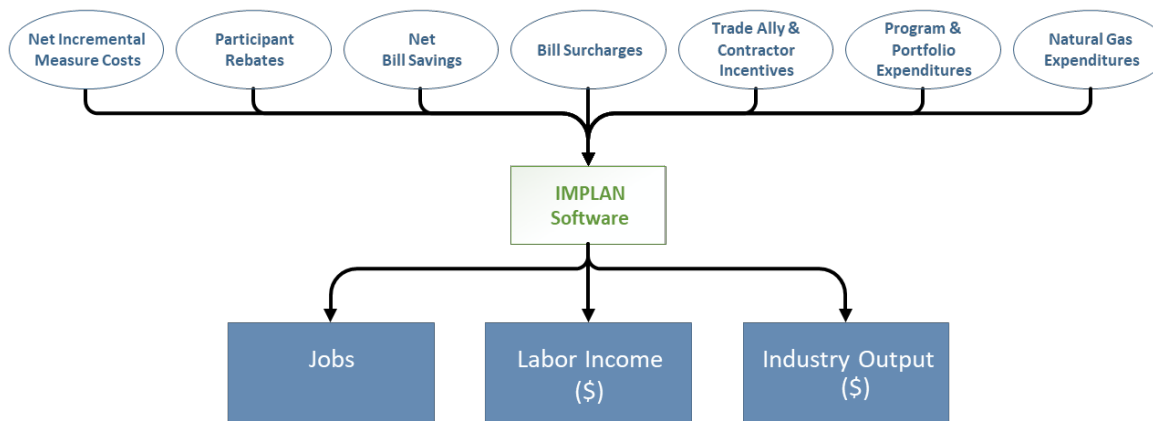 Net Incremental
Measure Costs
Participant
Rebates
Net
Bill Savings
Bill Surcharges
Trade Ally &
Contractor
Incentives
Program &
Portfolio
Expenditures
Natural Gas
Expenditures
IMPLAN
Software
Jobs
Labor Income
($)
Industry Output
($)